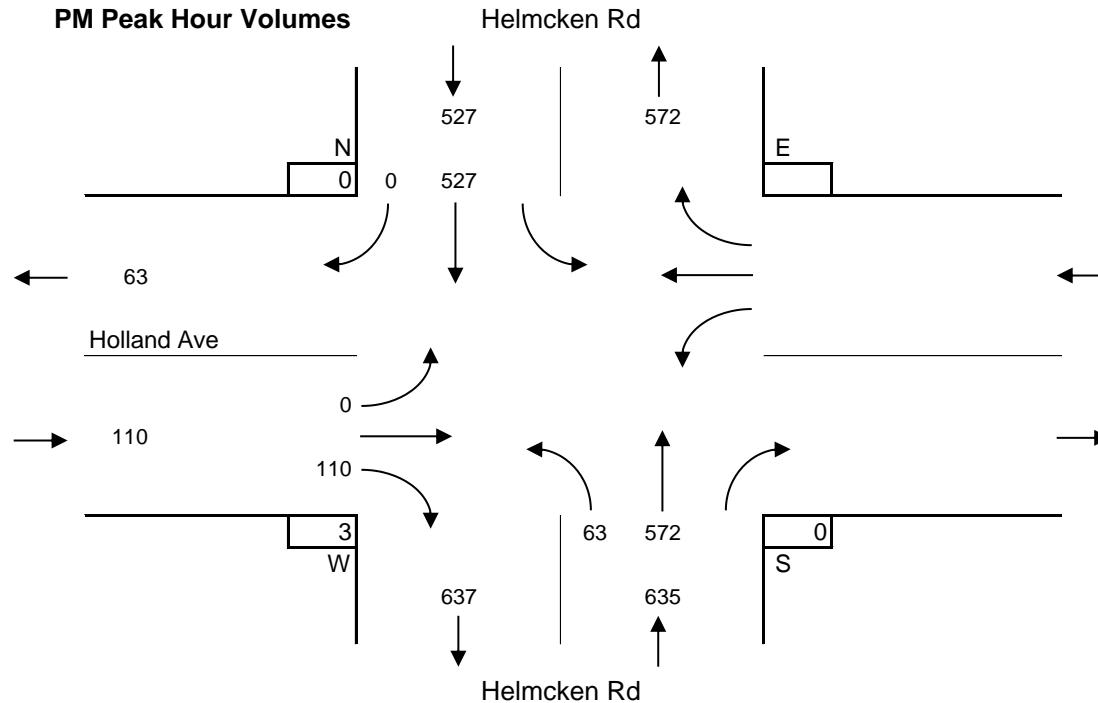 PM Peak Hour Volumes Helmcken Rd
527 572
N E
0 0 527
63
Holland Ave
0
110
110
3 63 572 0
W S
637 635
Helmcken Rd